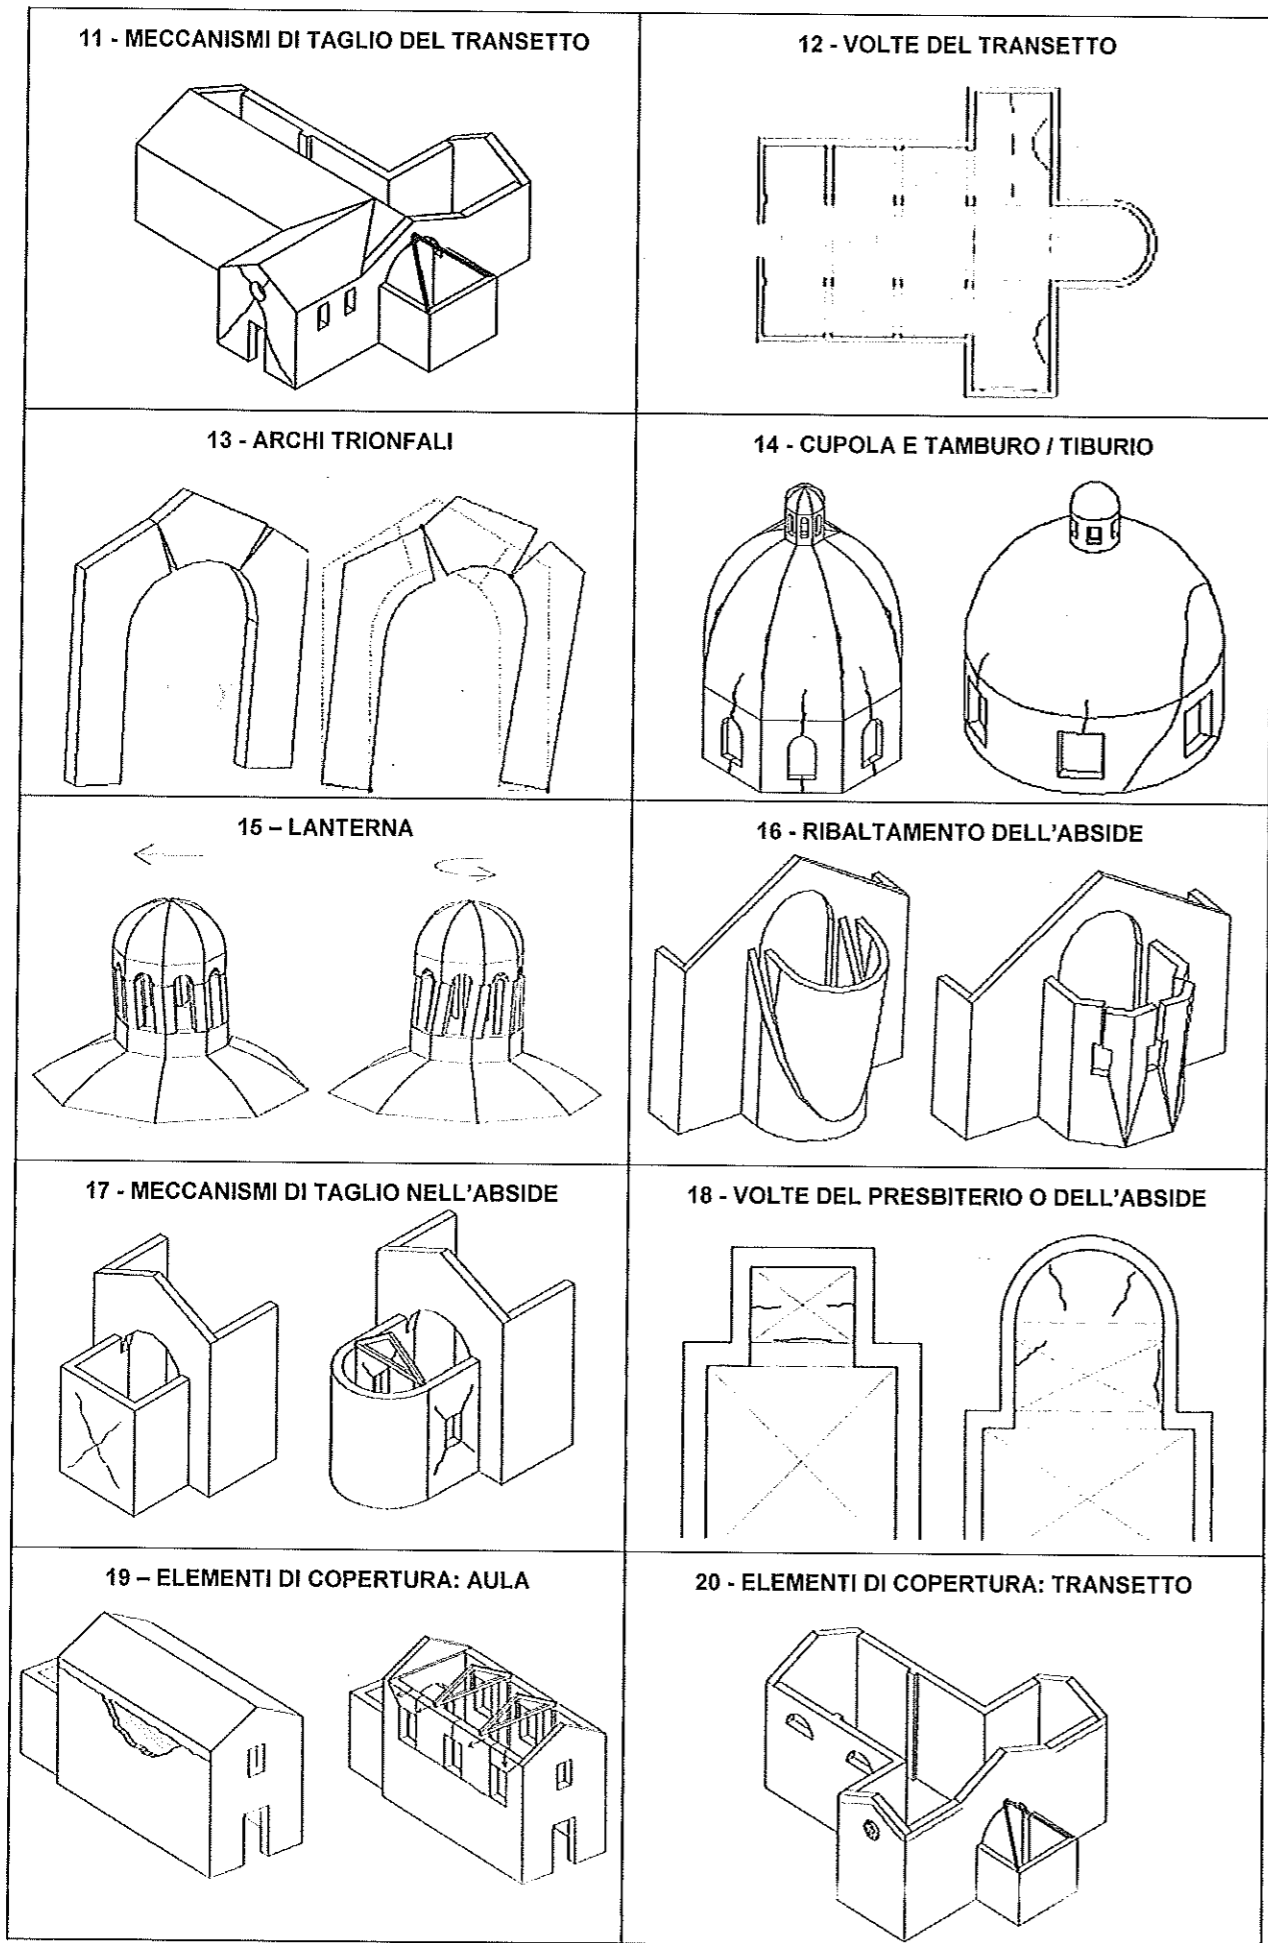 11 - MECCANISMI DI TAGLIO DEL TRANSETTO
12 - VOLTE DEL TRANSETTO
13 - ARCHI TRIONFALI
14 - CUPOLA E TAMBURO / TIBURIO
15 – LANTERNA
16 - RIBALTAMENTO DELL'ABSIDE
17 - MECCANISMI DI TAGLIO NELL'ABSIDE
18 - VOLTE DEL PRESBITERIO O DELL'ABSIDE
19 – ELEMENTI DI COPERTURA: AULA
20 - ELEMENTI DI COPERTURA: TRANSETTO